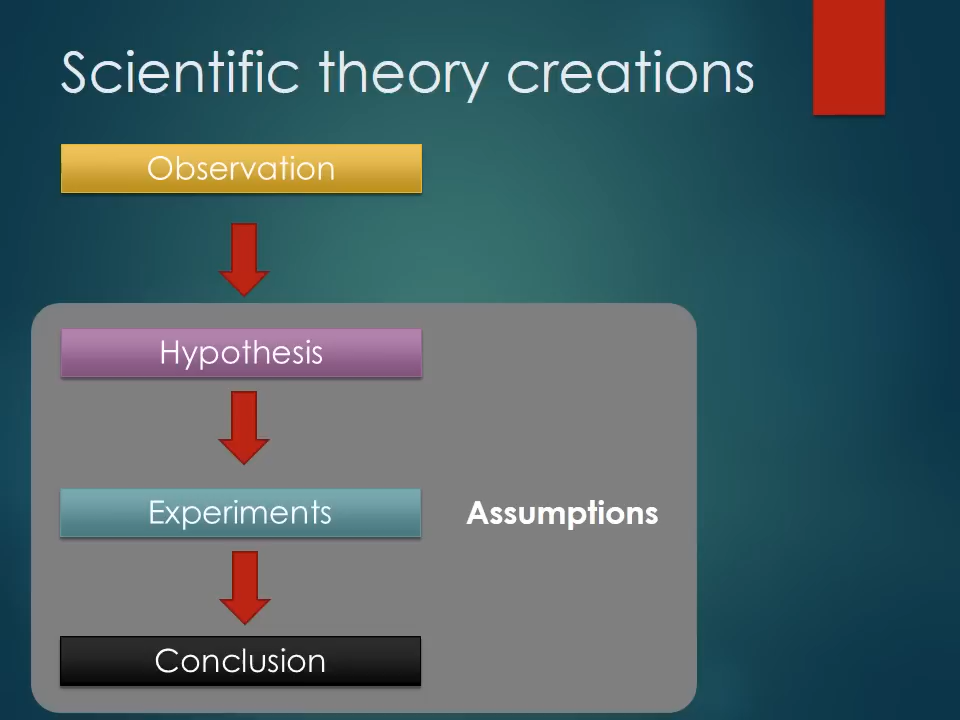 Scientific theory creations
Observation
Hypothesis
Experiments
Assumptions
Conclusion